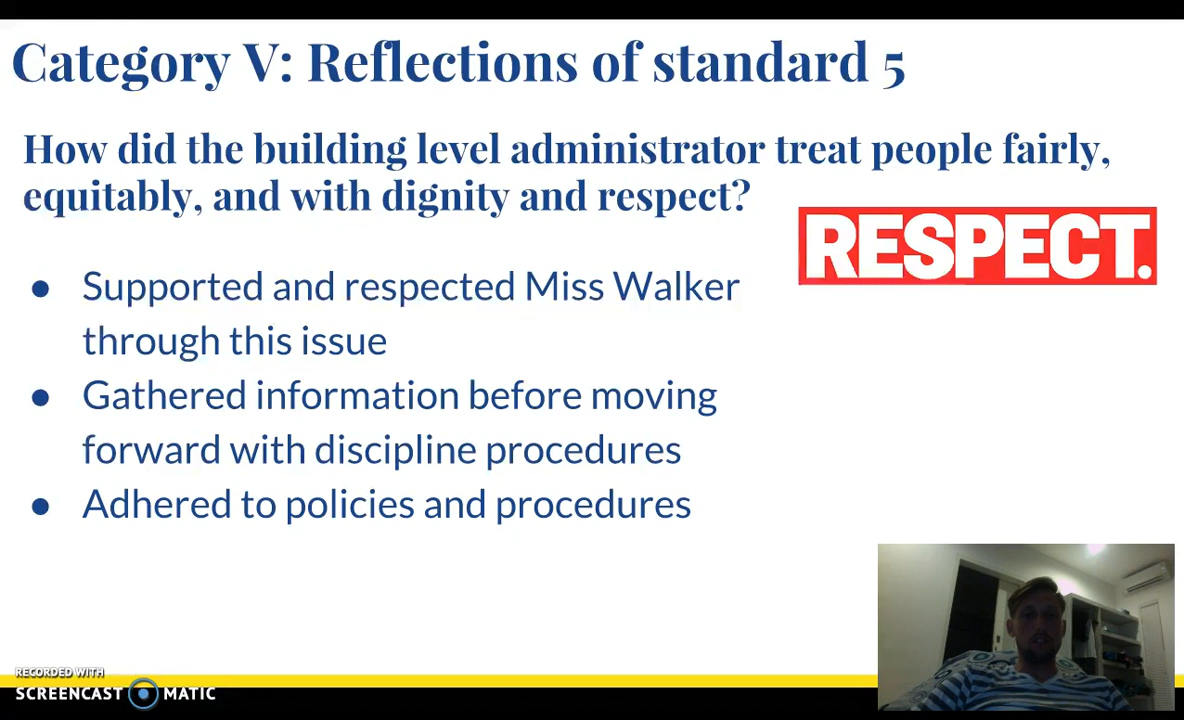 Category V: Reflections of standard 5
How did the building level administrator treat people fairly,
equitably, and with dignity and respect?
RESPECT.
● Supported and respected Miss Walker
through this issue
● Gathered information before moving
forward with discipline procedures
● Adhered to policies and procedures
RECORDED WITH
SCREENCAST MATIC